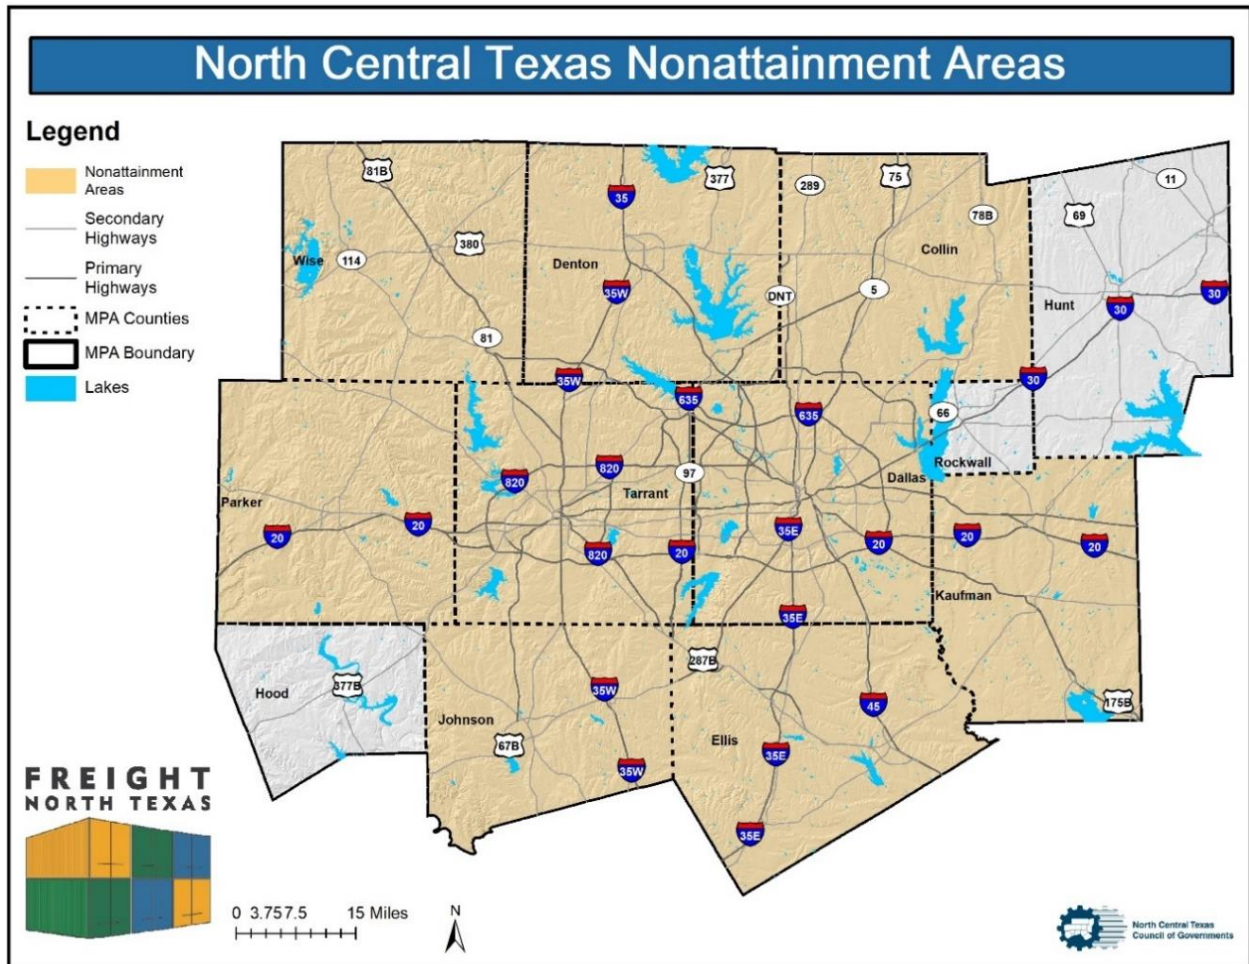 North Central Texas Nonattainment Areas
Legend
Nonattainment
Areas
Secondary
Highways
Primary
Highways
MPA Counties
MPA Boundary
Lakes
81B
377
35
289
75
78B
11
69
380
Wise
114
Denton
Collin
35W
DNT
5
Hunt
30
30
81
35W
635
635
30
66
Rockwall
820
820
97
Dallas
Tarrant
Parker
20
20
820
20
35E
20
20
20
Kaufman
35E
287B
Hood
377B
35W
45
175B
Johnson
67B
Ellis
35E
35W
35E
FREIGHT
NORTH TEXAS
0 3.757.5 15 Miles
N
North Central Texas
Council of Governments